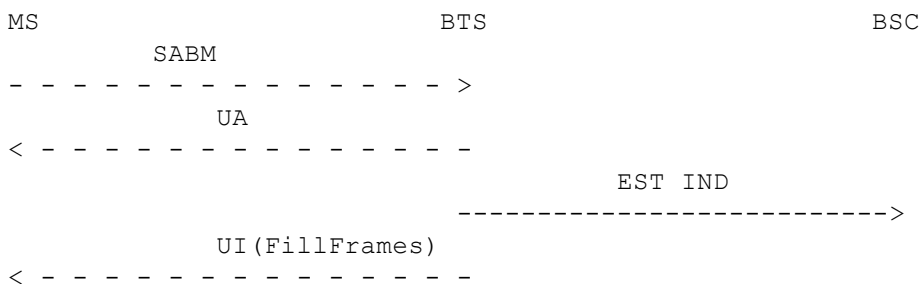 MS BTS BSC
SABM
- - - - - - - - - - - - - - >
UA
< - - - - - - - - - - - - - -
EST IND
--------------------------->
UI(FillFrames)
< - - - - - - - - - - - - - -